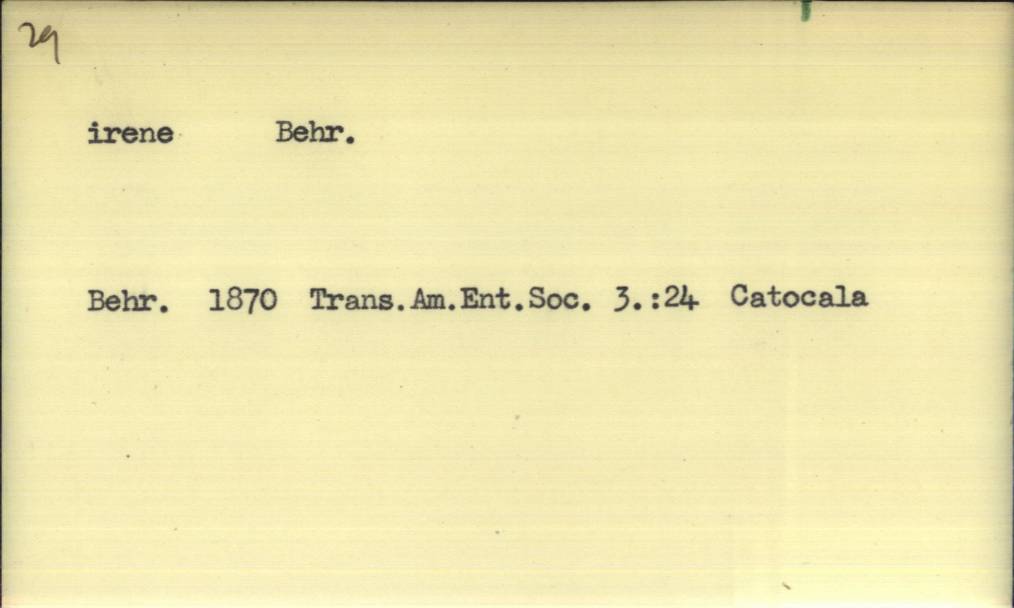 29
irene Behr.
Behr. 1870 Trans.Am.Ent.Soc. 3.:24 Catocala